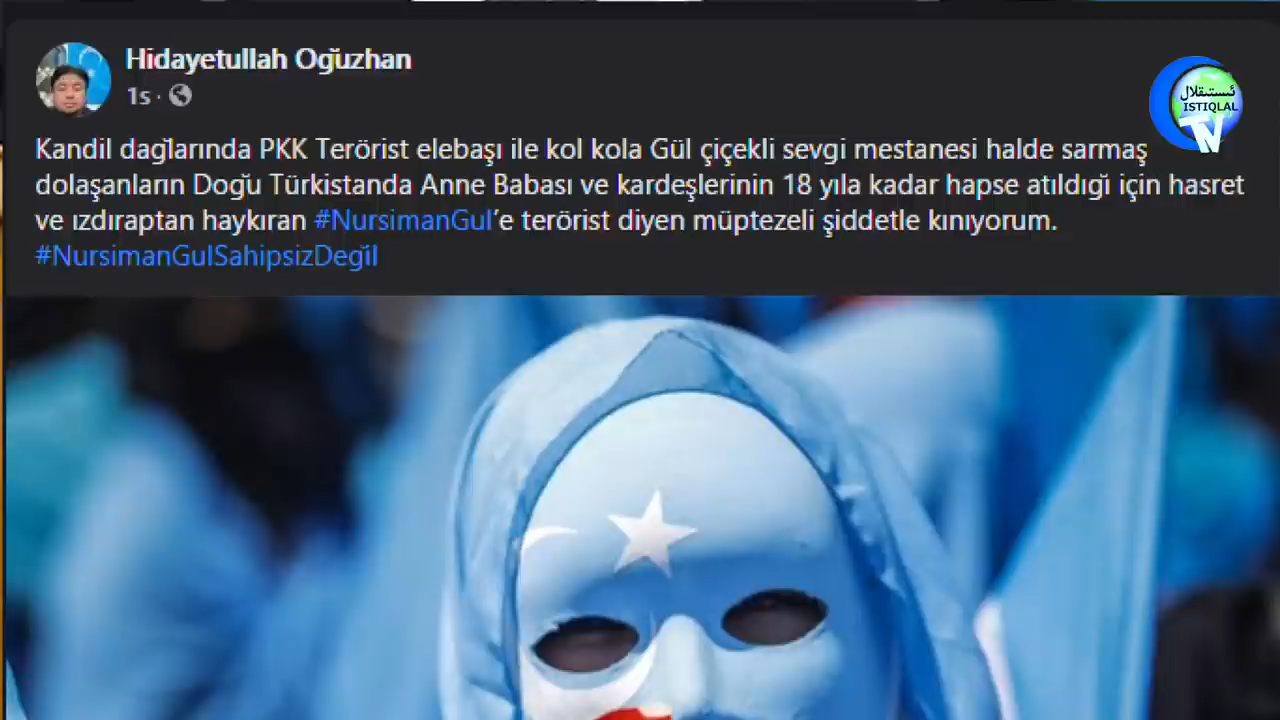 Hidayetullah Oğuzhan
1s ·
ئىستىقلال
ISTIQLAL
TV
Kandil dağlarında PKK Terörist elebaşı ile kol kola Gül çiçekli sevgi mestanesi halde sarmaş
dolaşanların Doğu Türkistanda Anne Babası ve kardeşlerinin 18 yıla kadar hapse atıldığı için hasret
ve ızdıraptan haykıran #NursimanGul’e terörist diyen müptezeli şiddetle kınıyorum.
#NursimanGulSahipsizDeğil